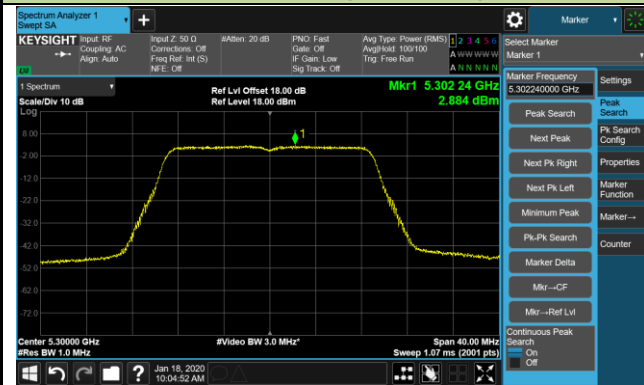 Spectrum Analyzer 1
Swept SA
Marker
KEYSIGHT
Input: RF
Coupling: AC
Align: Auto
Input Z: 50 Ω
Corrections: Off
Freq Ref: Int (S)
NFE: Off
#Atten: 20 dB
PNO: Fast
Gate: Off
IF Gain: Low
Sig Track: Off
Avg Type: Power (RMS)
Avg|Hold: 100/100
Trig: Free Run
1 2 3 4 5 6
A W W W W W
A N N N N N
Select Marker
Marker 1
1 Spectrum
Scale/Div 10 dB
Log
Ref Lvl Offset 18.00 dB
Ref Level 18.00 dBm
Mkr1 5.302 24 GHz
2.884 dBm
8.00
-2.00
-12.0
-22.0
-32.0
-42.0
-52.0
-62.0
-72.0
1
Center 5.30000 GHz
#Res BW 1.0 MHz
#Video BW 3.0 MHz*
Span 40.00 MHz
Sweep 1.07 ms (2001 pts)
Marker Frequency
5.302240000 GHz
Peak Search
Next Peak
Next Pk Right
Next Pk Left
Minimum Peak
Pk-Pk Search
Marker Delta
Mkr→CF
Mkr→Ref Lvl
Continuous Peak
Search
On
Off
Settings
Peak
Search
Pk Search
Config
Properties
Marker
Function
Marker→
Counter
Jan 18, 2020
10:04:52 AM